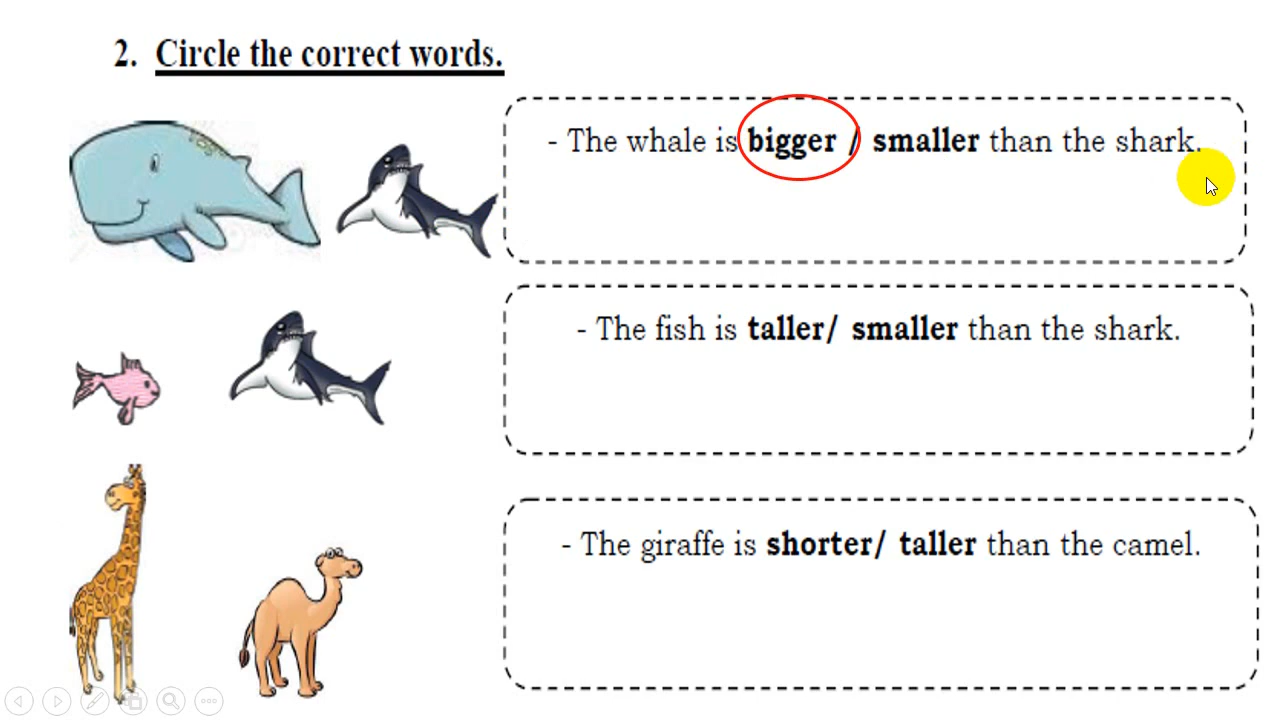 2. Circle the correct words.
- The whale is bigger / smaller than the shark.
- The fish is taller/ smaller than the shark.
- The giraffe is shorter/ taller than the camel.